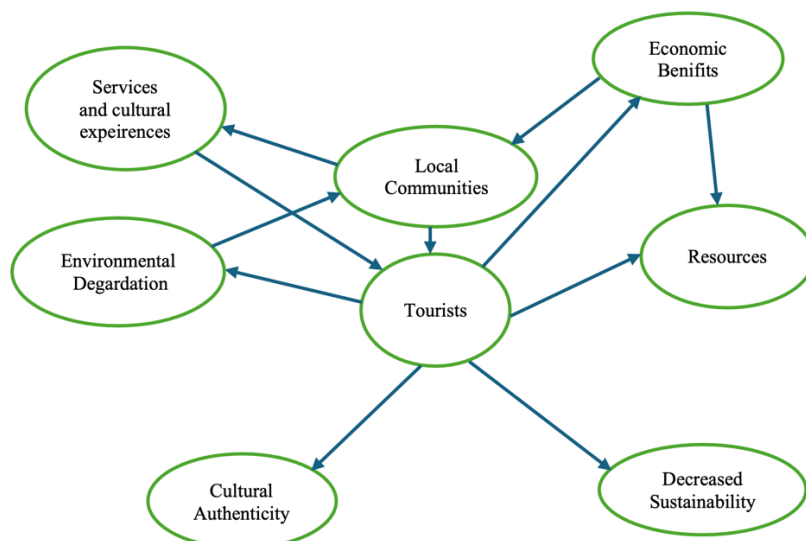 Economic
Benifits
Services
and cultural
expeirences
Local
Communities
Environmental
Degardation
Resources
Tourists
Cultural
Authenticity
Decreased
Sustainability